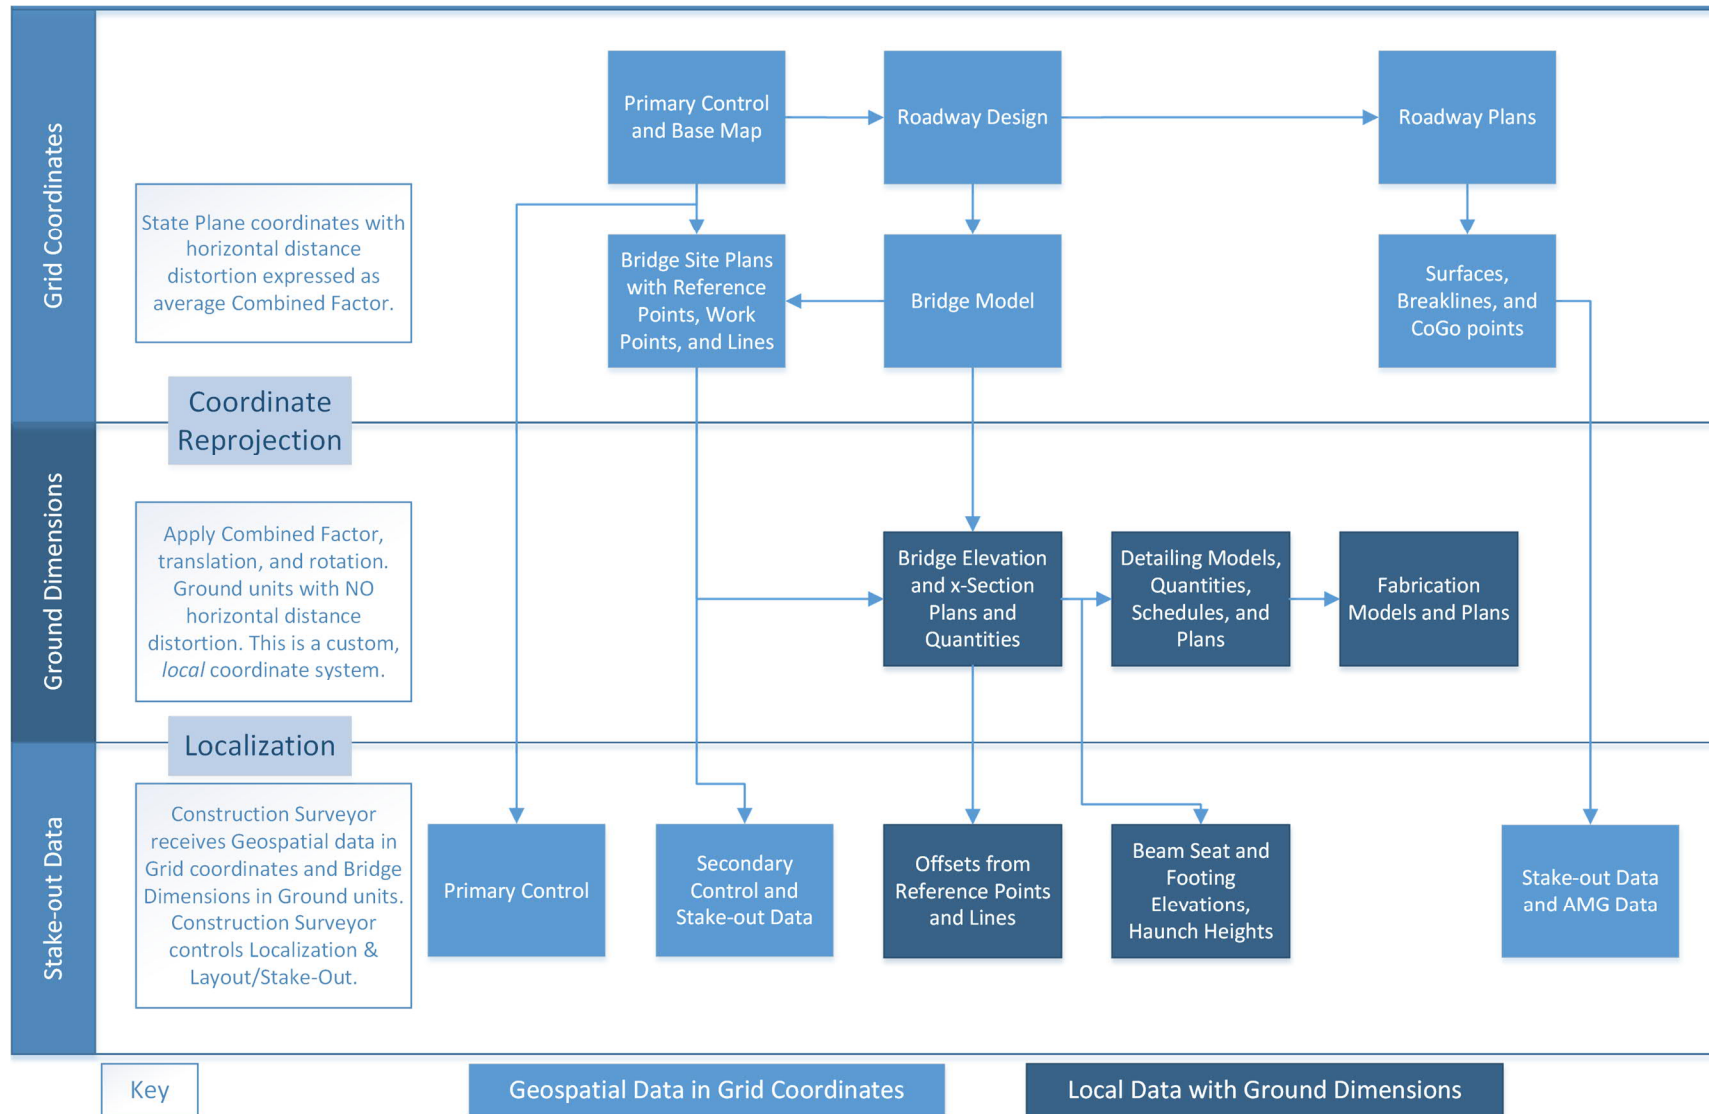 Grid Coordinates
Primary Control
and Base Map
Roadway Design
Roadway Plans
State Plane coordinates with
horizontal distance
distortion expressed as
average Combined Factor.
Bridge Site Plans
with Reference
Points, Work
Points, and Lines
Bridge Model
Surfaces,
Breaklines, and
CoGo points
Coordinate
Reprojection
Ground Dimensions
Apply Combined Factor,
translation, and rotation.
Ground units with NO
horizontal distance
distortion. This is a custom,
local coordinate system.
Bridge Elevation
and x-Section
Plans and
Quantities
Detailing Models,
Quantities,
Schedules, and
Plans
Fabrication
Models and Plans
Localization
Stake-out Data
Construction Surveyor
receives Geospatial data in
Grid coordinates and Bridge
Dimensions in Ground units.
Construction Surveyor
controls Localization &
Layout/Stake-Out.
Primary Control
Secondary
Control and
Stake-out Data
Offsets from
Reference Points
and Lines
Beam Seat and
Footing
Elevations,
Haunch Heights
Stake-out Data
and AMG Data
Key
Geospatial Data in Grid Coordinates
Local Data with Ground Dimensions